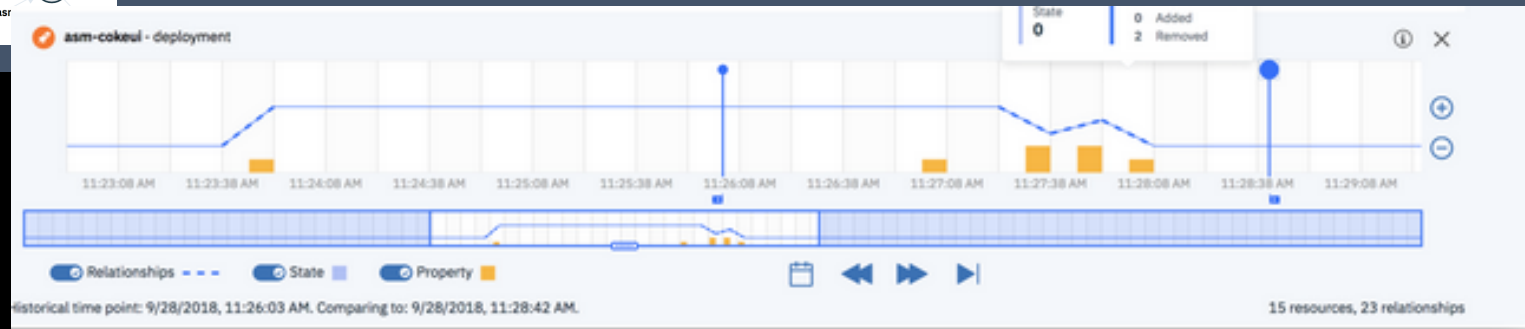 State
0
0 Added
2 Removed
asm-cokeui - deployment
11:23:08 AM 11:23:38 AM 11:24:08 AM 11:24:38 AM 11:25:08 AM 11:25:38 AM 11:26:08 AM 11:26:38 AM 11:27:08 AM 11:27:38 AM 11:28:08 AM 11:28:38 AM 11:29:08 AM
Relationships State Property
Historical time point: 9/28/2018, 11:26:03 AM. Comparing to: 9/28/2018, 11:28:42 AM.
15 resources, 23 relationships